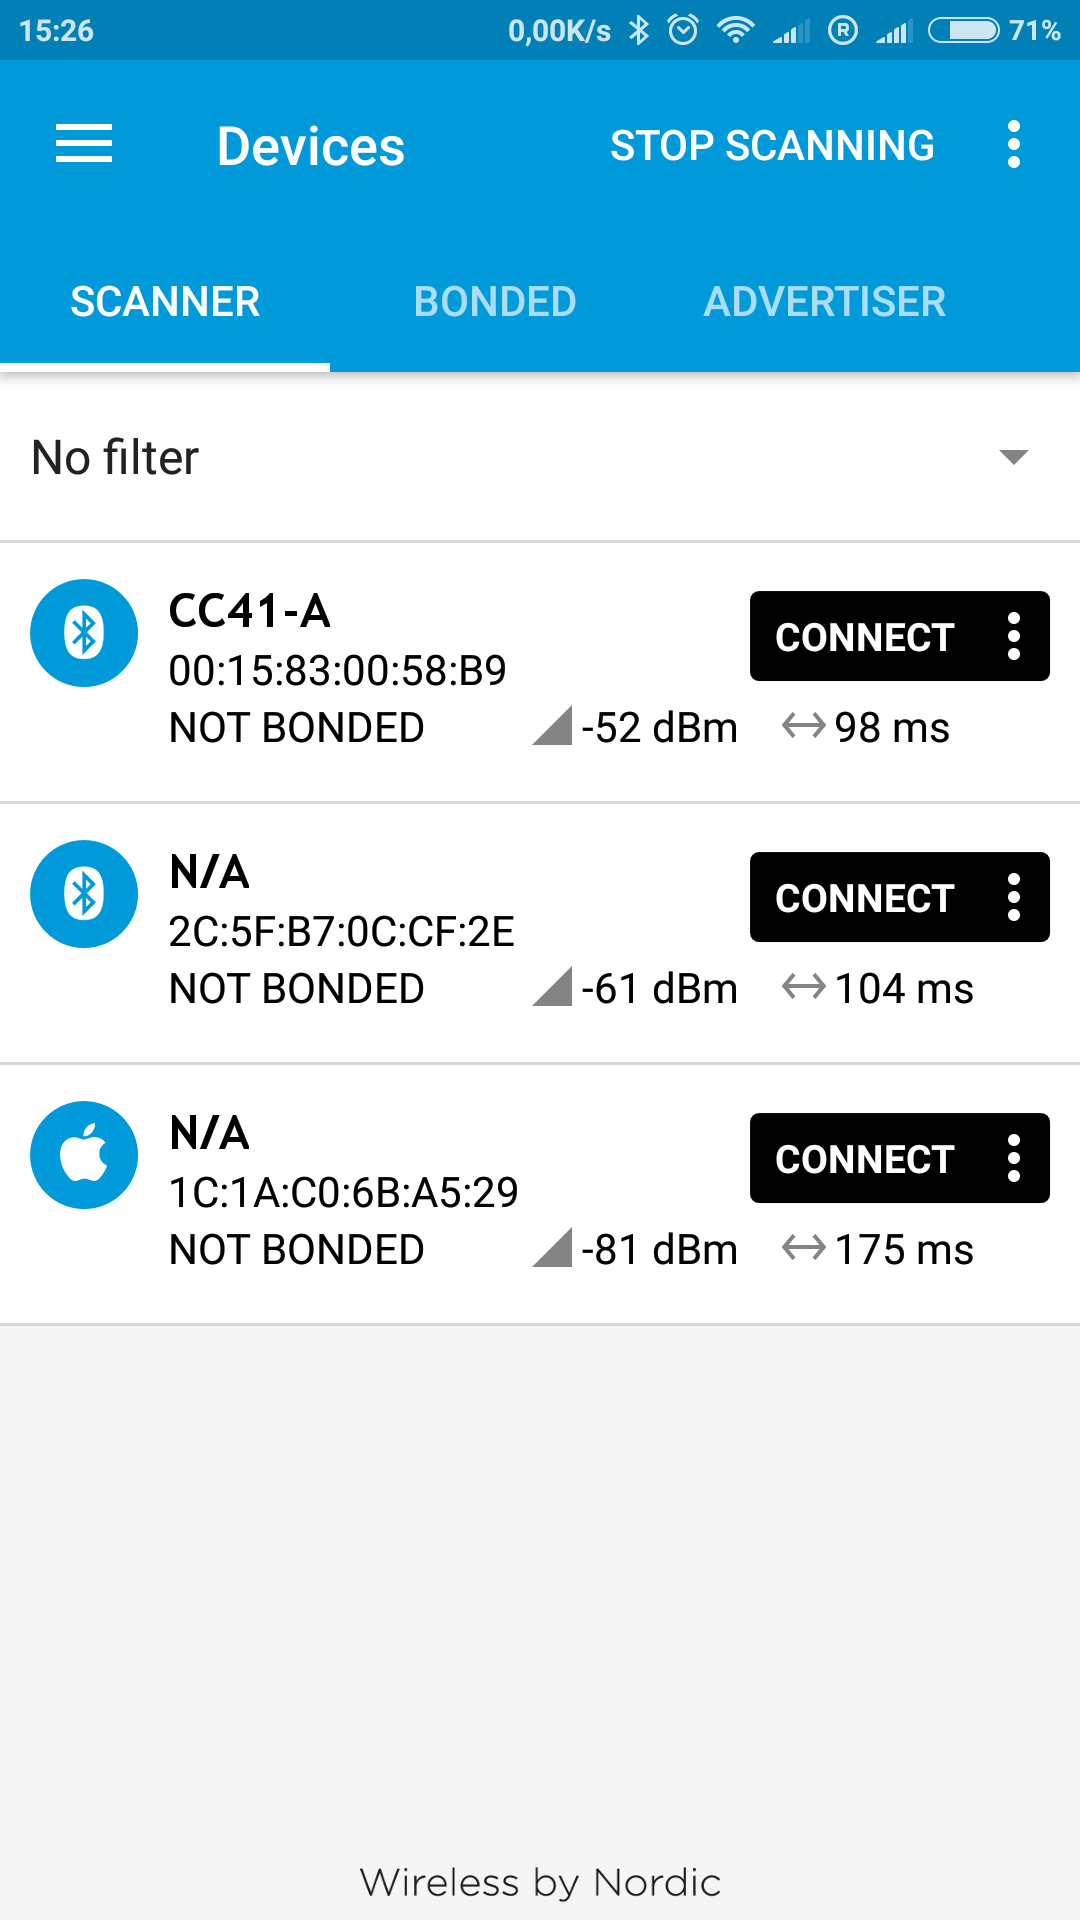 15:26 0,00K/s R 71%
Devices STOP SCANNING
SCANNER BONDED ADVERTISER
No filter
CC41-A CONNECT
00:15:83:00:58:B9
NOT BONDED -52 dBm 98 ms
N/A CONNECT
2C:5F:B7:0C:CF:2E
NOT BONDED -61 dBm 104 ms
N/A CONNECT
1C:1A:C0:6B:A5:29
NOT BONDED -81 dBm 175 ms
Wireless by Nordic